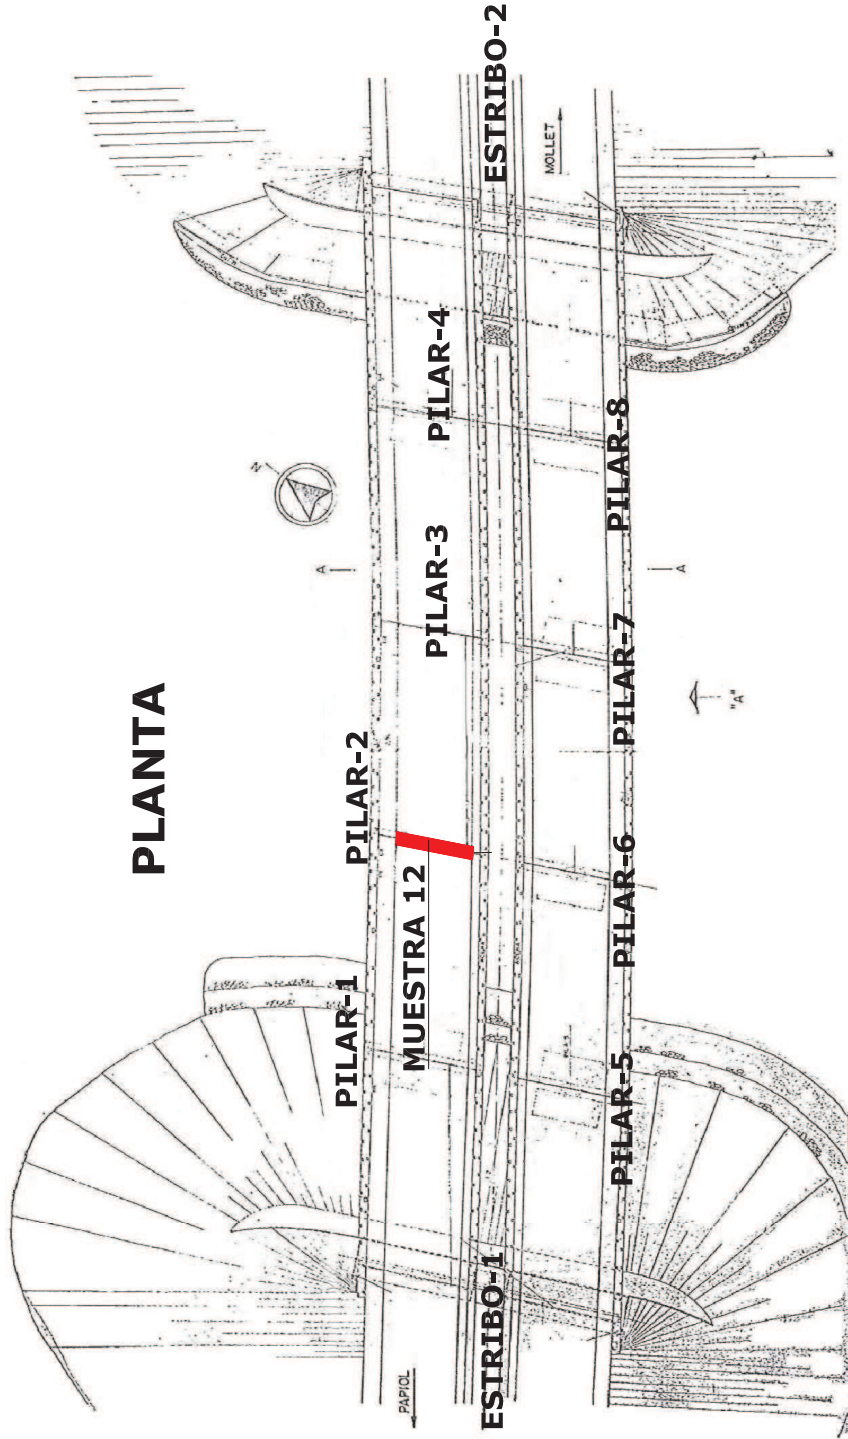 PLANTA
PILAR-1
PILAR-2
PILAR-3
PILAR-4
MUESTRA 12
ESTRIBO-1
ESTRIBO-2
PILAR-5
PILAR-6
PILAR-7
PILAR-8
PAPIOL
MOLLET
N
A
A
"A"